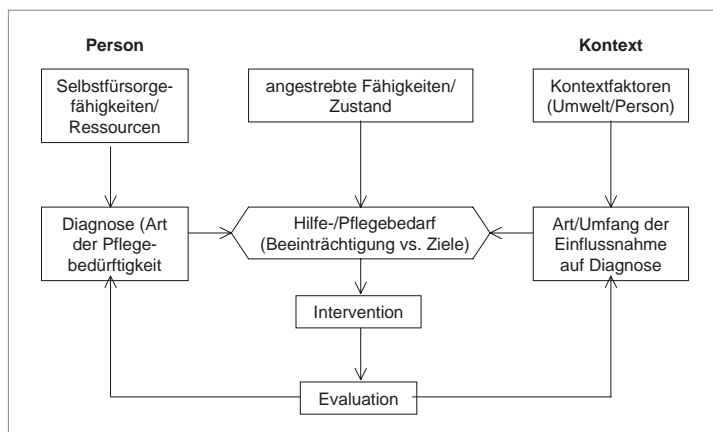 Person
Kontext
Selbstfürsorge-
fähigkeiten/
Ressourcen
angestrebte Fähigkeiten/
Zustand
Kontextfaktoren
(Umwelt/Person)
Diagnose (Art
der Pflege-
bedürftigkeit
Hilfe-/Pflegebedarf
(Beeinträchtigung vs. Ziele)
Art/Umfang der
Einflussnahme
auf Diagnose
Intervention
Evaluation